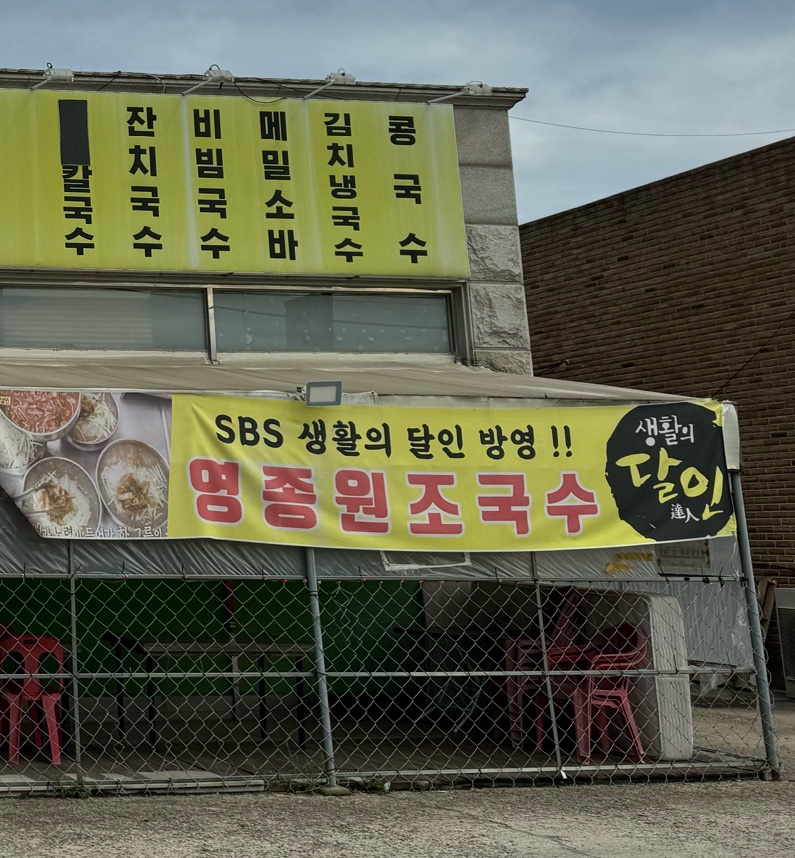 칼국수
잔치국수
비빔국수
메밀소바
김치냉국수
콩국수
SBS 생활의 달인 방영 !!
영종원조국수
생활의
달인
達人